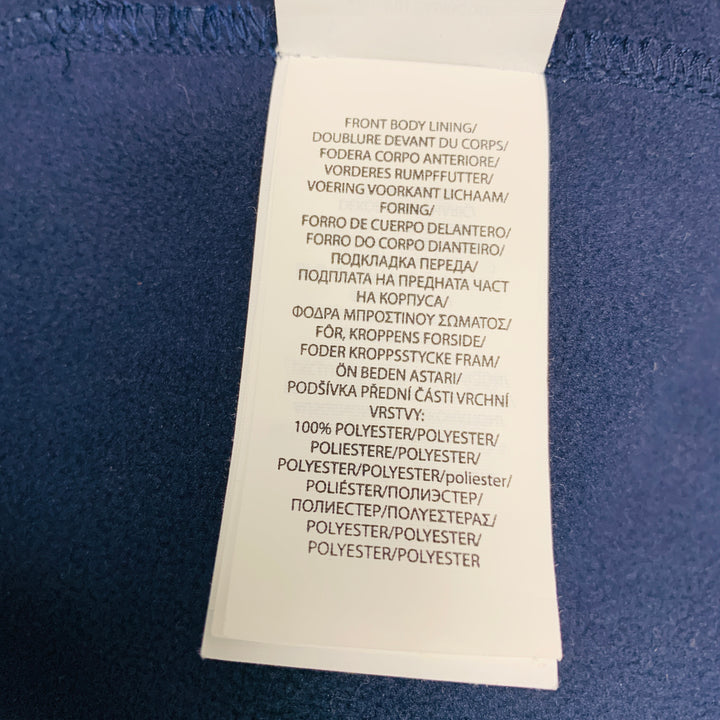 FRONT BODY LINING/
DOUBLURE DEVANT DU CORPS/
FODERA CORPO ANTERIORE/
VORDERES RUMPFFUTTER/
VOERING VOORKANT LICHAAM/
FORING/
FORRO DE CUERPO DELANTERO/
FORRO DO CORPO DIANTEIRO/
ПОДКЛАДКА ПЕРЕДА/
ПОДПЛАТА НА ПРЕДНАТА ЧАСТ
НА КОРПУСА/
ΦΟΔΡΑ ΜΠΡΟΣΤΙΝΟΥ ΣΩΜΑΤΟΣ/
FÔR, KROPPENS FORSIDE/
FODER KROPPSSTYCKE FRAM/
ÖN BEDEN ASTARI/
PODŠÍVKA PŘEDNÍ ČÁSTI VRCHNÍ
VRSTVY:
100% POLYESTER/POLYESTER/
POLIESTERE/POLYESTER/
POLYESTER/POLYESTER/poliester/
POLIÉSTER/ПОЛИЭСТЕР/
ПОЛИЕСТЕР/ΠΟΛΥΕΣΤΕΡΑΣ/
POLYESTER/POLYESTER/
POLYESTER/POLYESTER